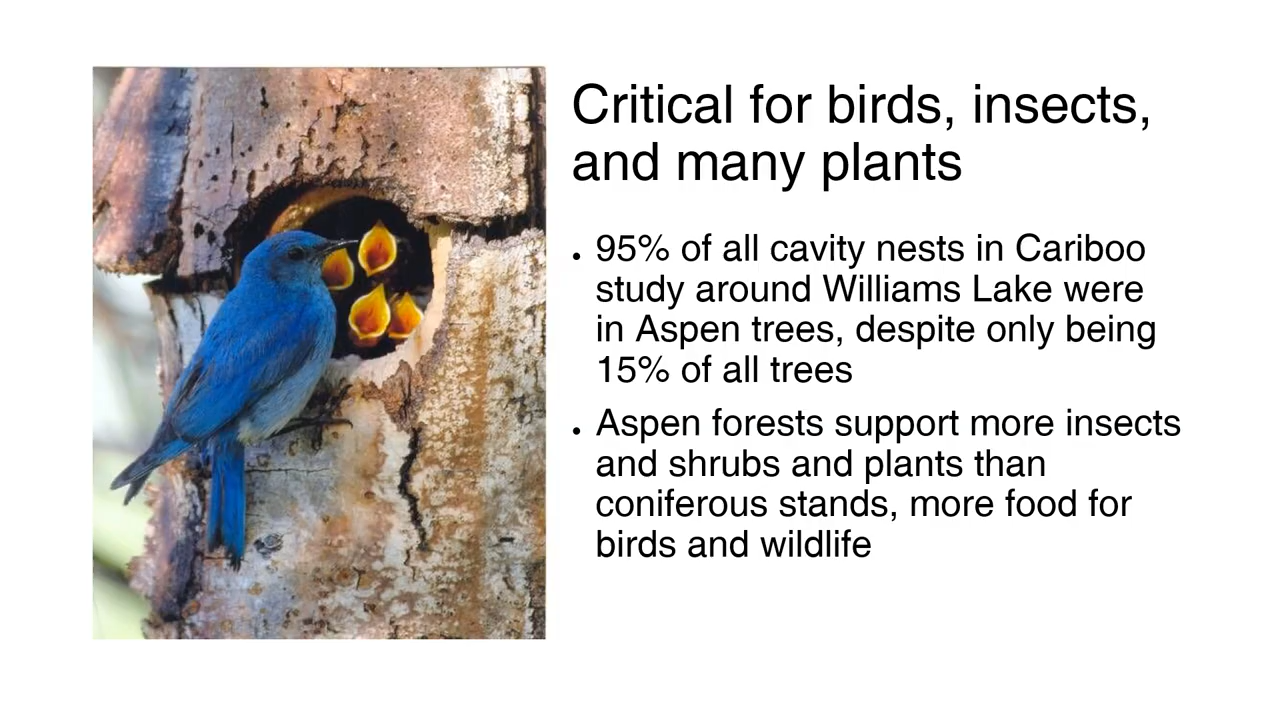 Critical for birds, insects,
and many plants
• 95% of all cavity nests in Cariboo
study around Williams Lake were
in Aspen trees, despite only being
15% of all trees
• Aspen forests support more insects
and shrubs and plants than
coniferous stands, more food for
birds and wildlife